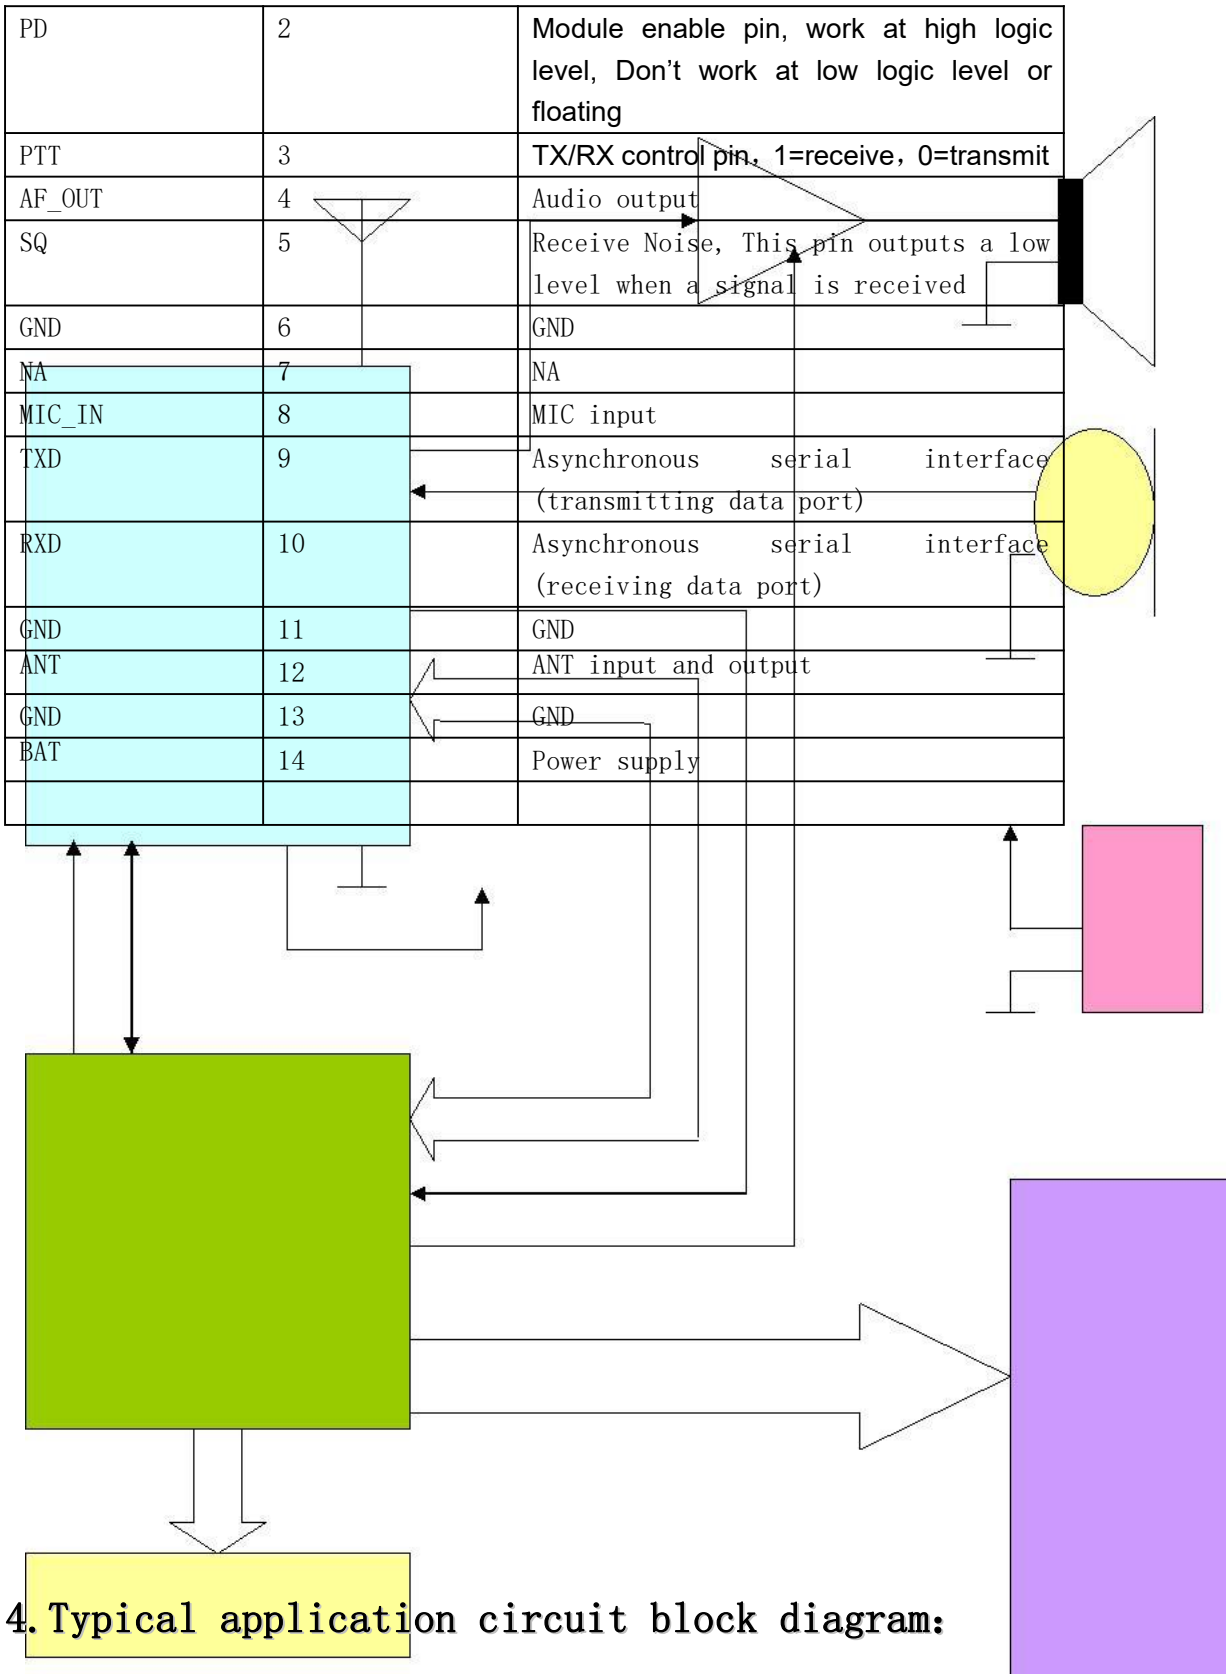 PD 2 Module enable pin, work at high logic
level, Don't work at low logic level or
floating
PTT 3 TX/RX control pin，1=receive，0=transmit
AF_OUT 4 Audio output
SQ 5 Receive Noise, This pin outputs a low
level when a signal is received
GND 6 GND
NA 7 NA
MIC_IN 8 MIC input
TXD 9 Asynchronous serial interface
(transmitting data port)
RXD 10 Asynchronous serial interface
(receiving data port)
GND 11 GND
ANT 12 ANT input and output
GND 13 GND
BAT 14 Power supply
4.Typical application circuit block diagram：